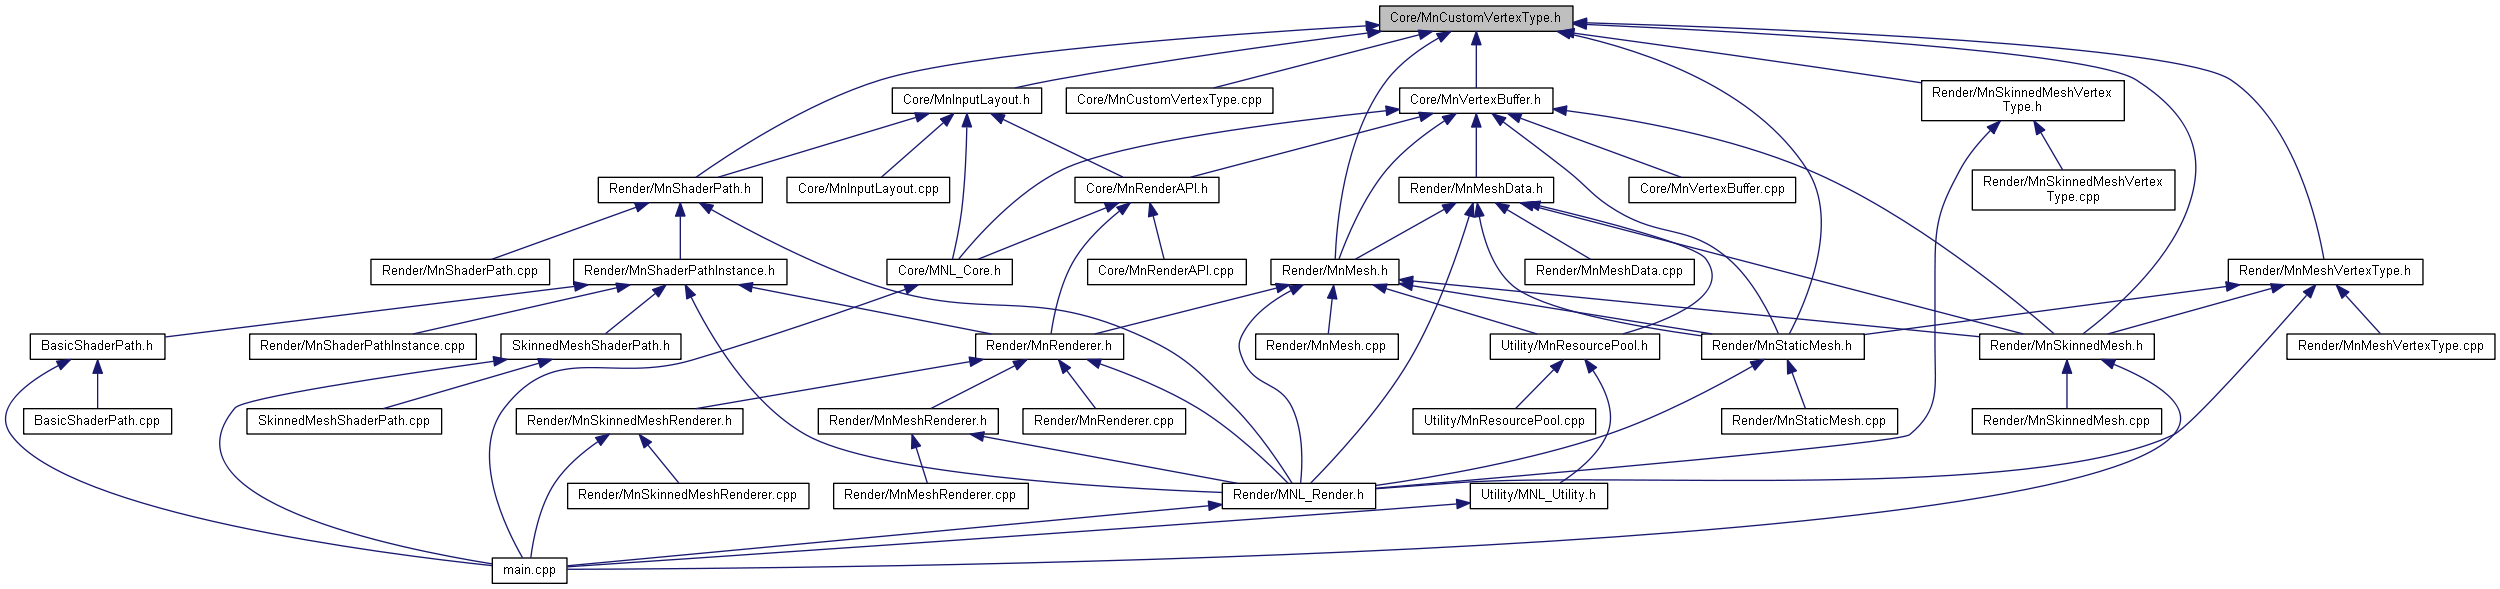 Core/MnCustomVertexType.h
Core/MnInputLayout.h
Core/MnCustomVertexType.cpp
Core/MnVertexBuffer.h
Render/MnSkinnedMeshVertex
Type.h
Render/MnShaderPath.h
Core/MnInputLayout.cpp
Core/MnRenderAPI.h
Render/MnMeshData.h
Core/MnVertexBuffer.cpp
Render/MnSkinnedMeshVertex
Type.cpp
Render/MnShaderPath.cpp
Render/MnShaderPathInstance.h
Core/MNL_Core.h
Core/MnRenderAPI.cpp
Render/MnMesh.h
Render/MnMeshData.cpp
Render/MnMeshVertexType.h
BasicShaderPath.h
Render/MnShaderPathInstance.cpp
SkinnedMeshShaderPath.h
Render/MnRenderer.h
Render/MnMesh.cpp
Utility/MnResourcePool.h
Render/MnStaticMesh.h
Render/MnSkinnedMesh.h
Render/MnMeshVertexType.cpp
BasicShaderPath.cpp
SkinnedMeshShaderPath.cpp
Render/MnSkinnedMeshRenderer.h
Render/MnMeshRenderer.h
Render/MnRenderer.cpp
Utility/MnResourcePool.cpp
Render/MnStaticMesh.cpp
Render/MnSkinnedMesh.cpp
Render/MnSkinnedMeshRenderer.cpp
Render/MnMeshRenderer.cpp
Render/MNL_Render.h
Utility/MNL_Utility.h
main.cpp